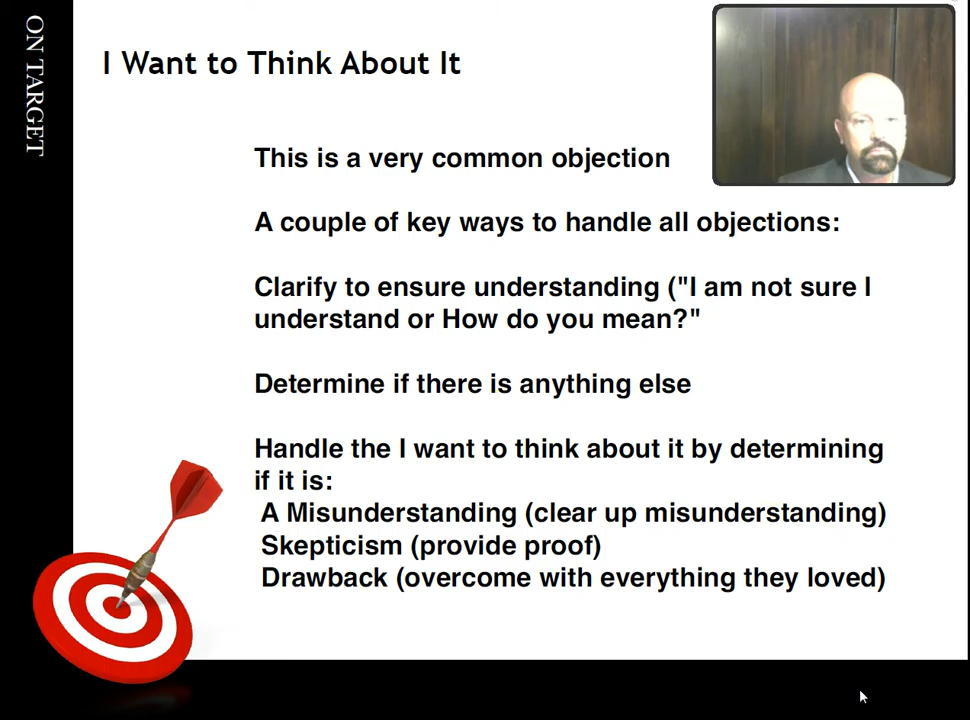 ON TARGET
I Want to Think About It
This is a very common objection
A couple of key ways to handle all objections:
Clarify to ensure understanding ("I am not sure I
understand or How do you mean?"
Determine if there is anything else
Handle the I want to think about it by determining
if it is:
A Misunderstanding (clear up misunderstanding)
Skepticism (provide proof)
Drawback (overcome with everything they loved)